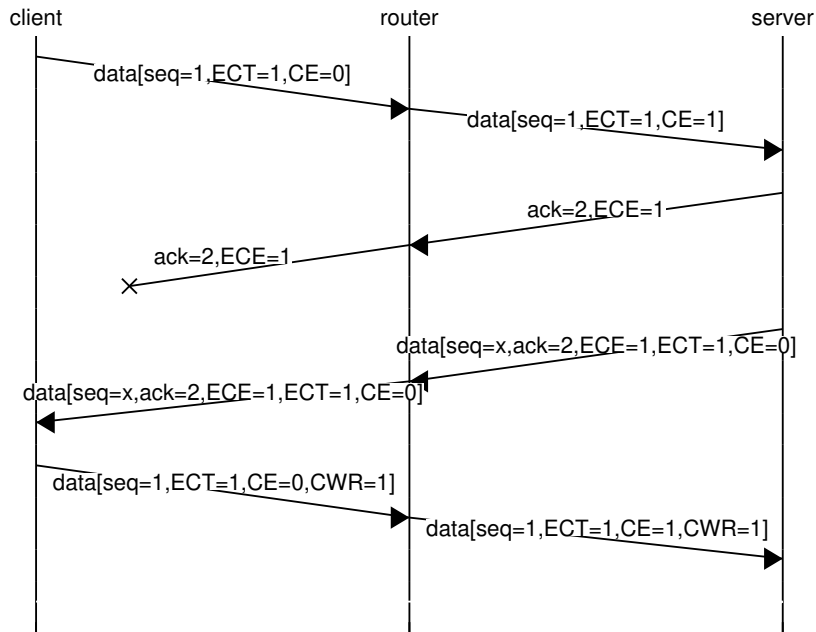 client router server
data[seq=1,ECT=1,CE=0]
data[seq=1,ECT=1,CE=1]
ack=2,ECE=1
ack=2,ECE=1
data[seq=x,ack=2,ECE=1,ECT=1,CE=0]
data[seq=x,ack=2,ECE=1,ECT=1,CE=0]
data[seq=1,ECT=1,CE=0,CWR=1]
data[seq=1,ECT=1,CE=1,CWR=1]